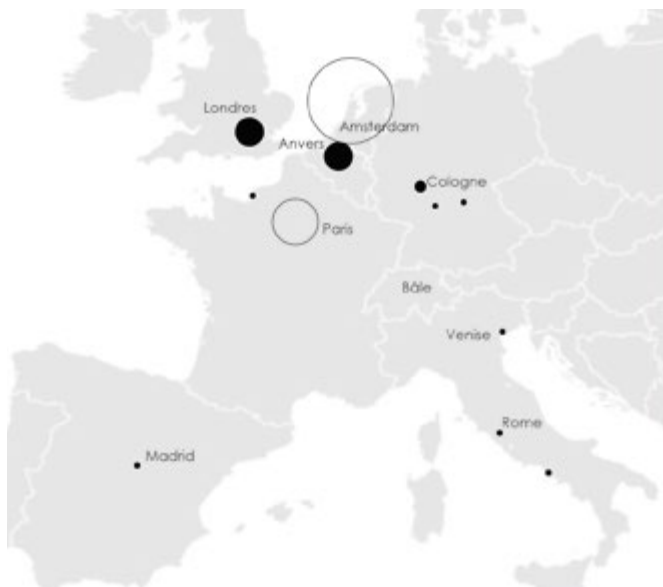 Londres
Amsterdam
Anvers
Cologne
Paris
Bâle
Venise
Rome
Madrid